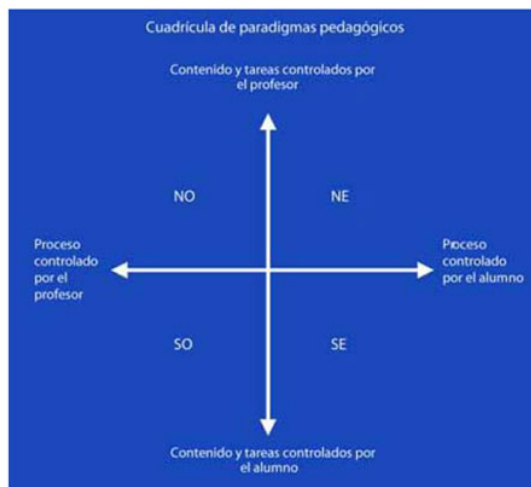 Cuadrícula de paradigmas pedagógicos
Contenido y tareas controlados por
el profesor
NO
NE
Proceso
controlado
por el
profesor
Proceso
controlado
por el alumno
SO
SE
Contenido y tareas controlados por
el alumno